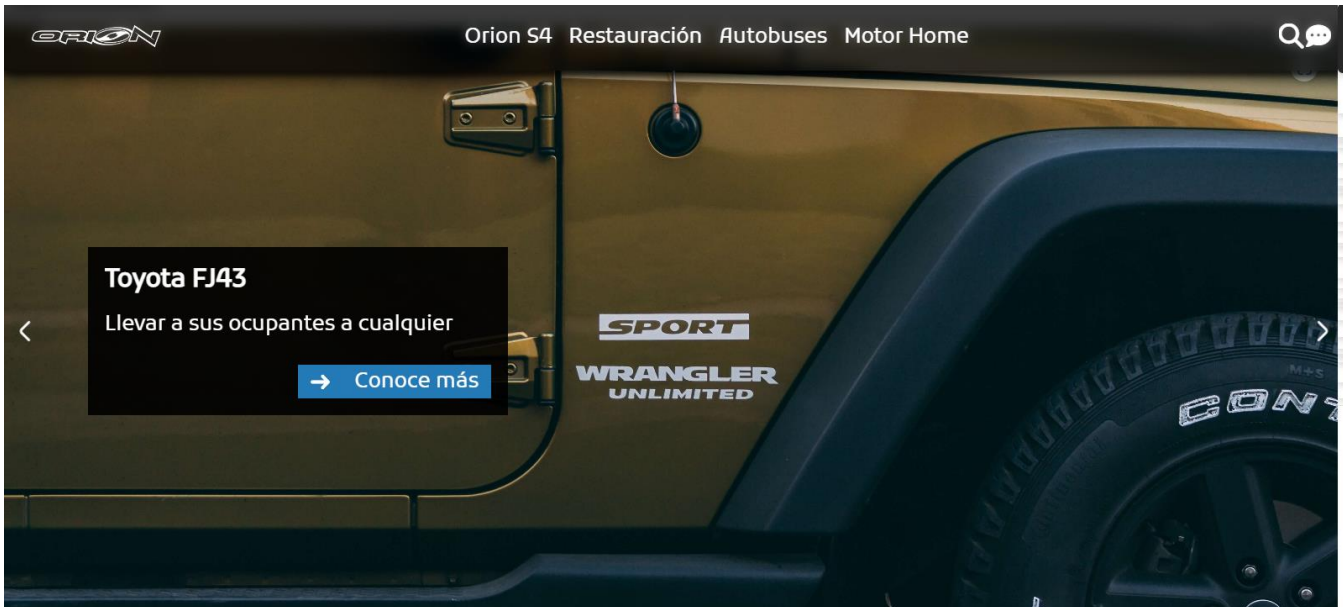 ORION
Orion S4 Restauración Autobuses Motor Home
Toyota FJ43
Llevar a sus ocupantes a cualquier
Conoce más
SPORT
WRANGLER
UNLIMITED
M+S
CONT